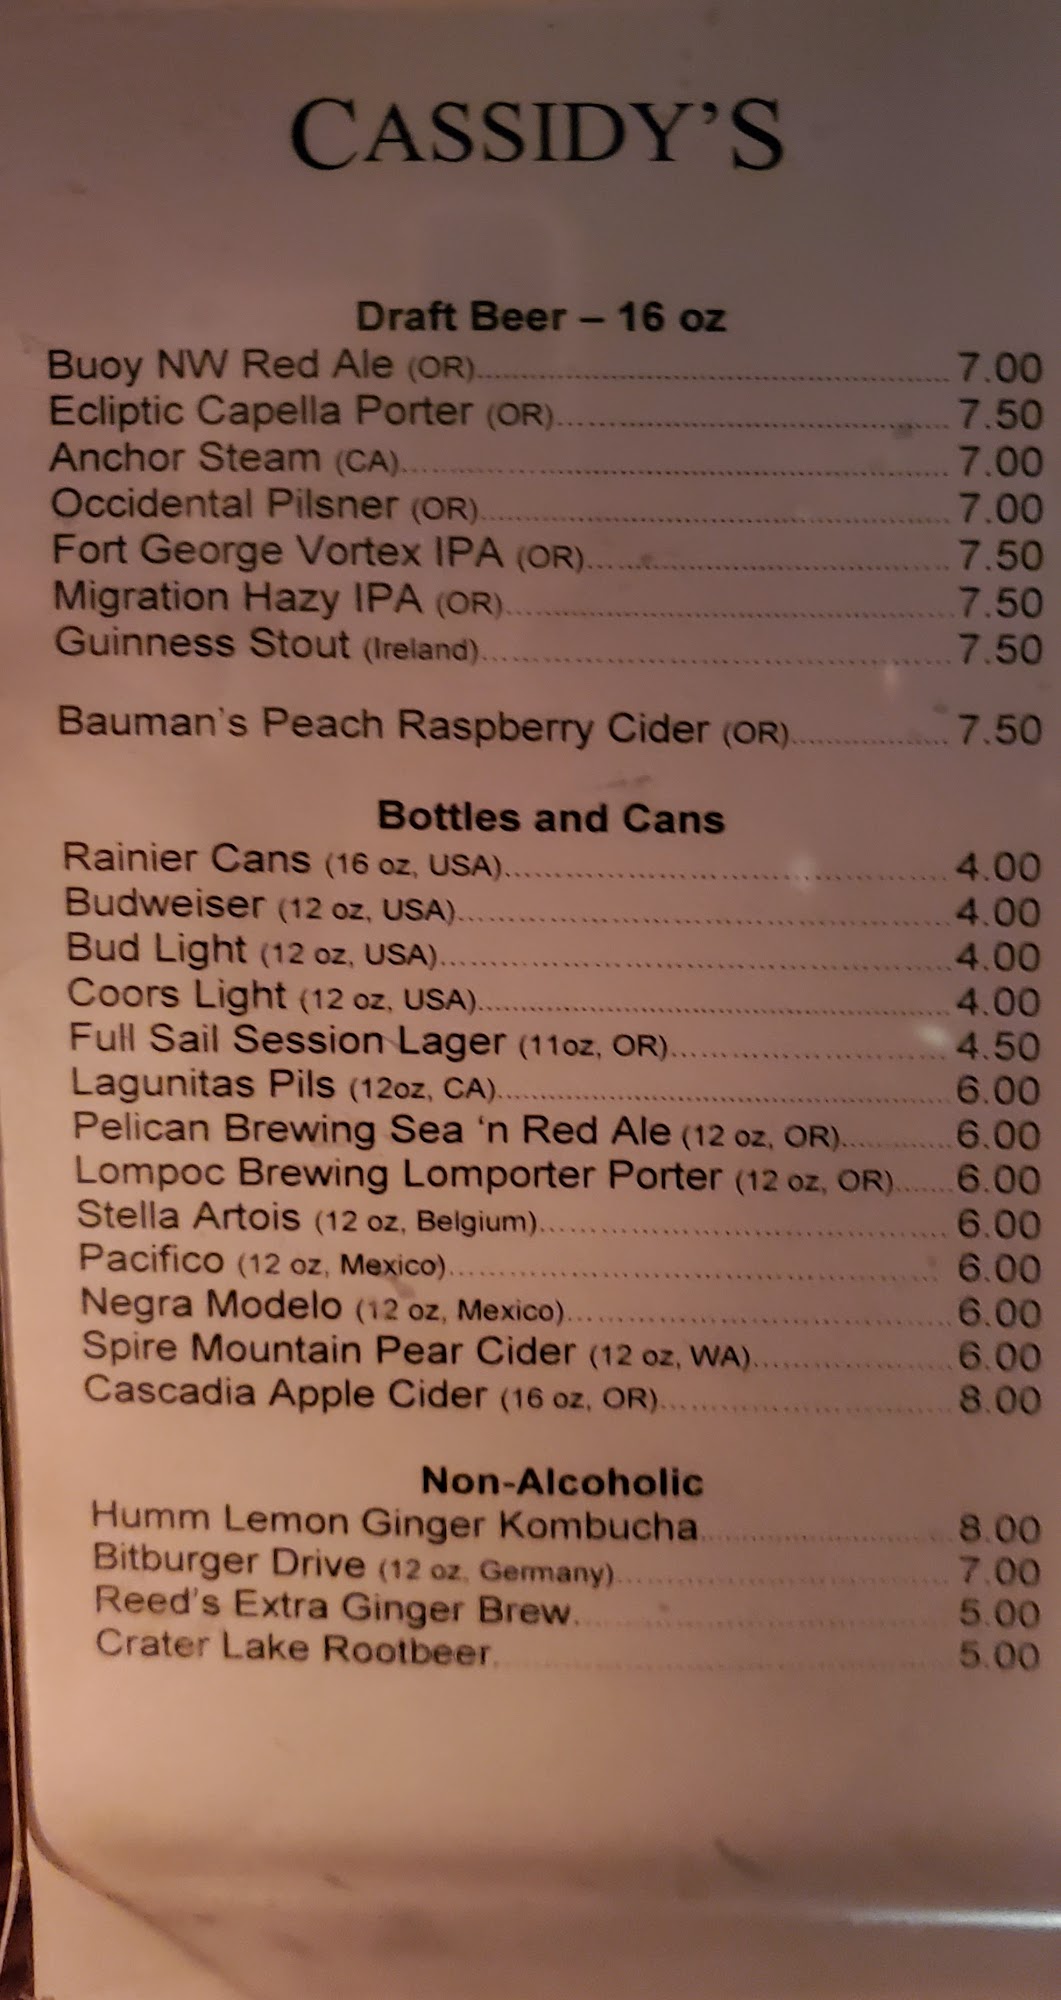 CASSIDY'S
Draft Beer – 16 oz
Buoy NW Red Ale (OR)........ 7.00
Ecliptic Capella Porter (OR)........ 7.50
Anchor Steam (CA)........ 7.00
Occidental Pilsner (OR)........ 7.00
Fort George Vortex IPA (OR)........ 7.50
Migration Hazy IPA (OR)........ 7.50
Guinness Stout (Ireland)........ 7.50
Bauman's Peach Raspberry Cider (OR)........ 7.50
Bottles and Cans
Rainier Cans (16 oz, USA)........ 4.00
Budweiser (12 oz, USA)........ 4.00
Bud Light (12 oz, USA)........ 4.00
Coors Light (12 oz, USA)........ 4.00
Full Sail Session Lager (11oz, OR)........ 4.50
Lagunitas Pils (12oz, CA)........ 6.00
Pelican Brewing Sea 'n Red Ale (12 oz, OR)........ 6.00
Lompoc Brewing Lomporter Porter (12 oz, OR)........ 6.00
Stella Artois (12 oz, Belgium)........ 6.00
Pacifico (12 oz, Mexico)........ 6.00
Negra Modelo (12 oz, Mexico)........ 6.00
Spire Mountain Pear Cider (12 oz, WA)........ 6.00
Cascadia Apple Cider (16 oz, OR)........ 8.00
Non-Alcoholic
Humm Lemon Ginger Kombucha........ 8.00
Bitburger Drive (12 oz, Germany)........ 7.00
Reed's Extra Ginger Brew........ 5.00
Crater Lake Rootbeer........ 5.00